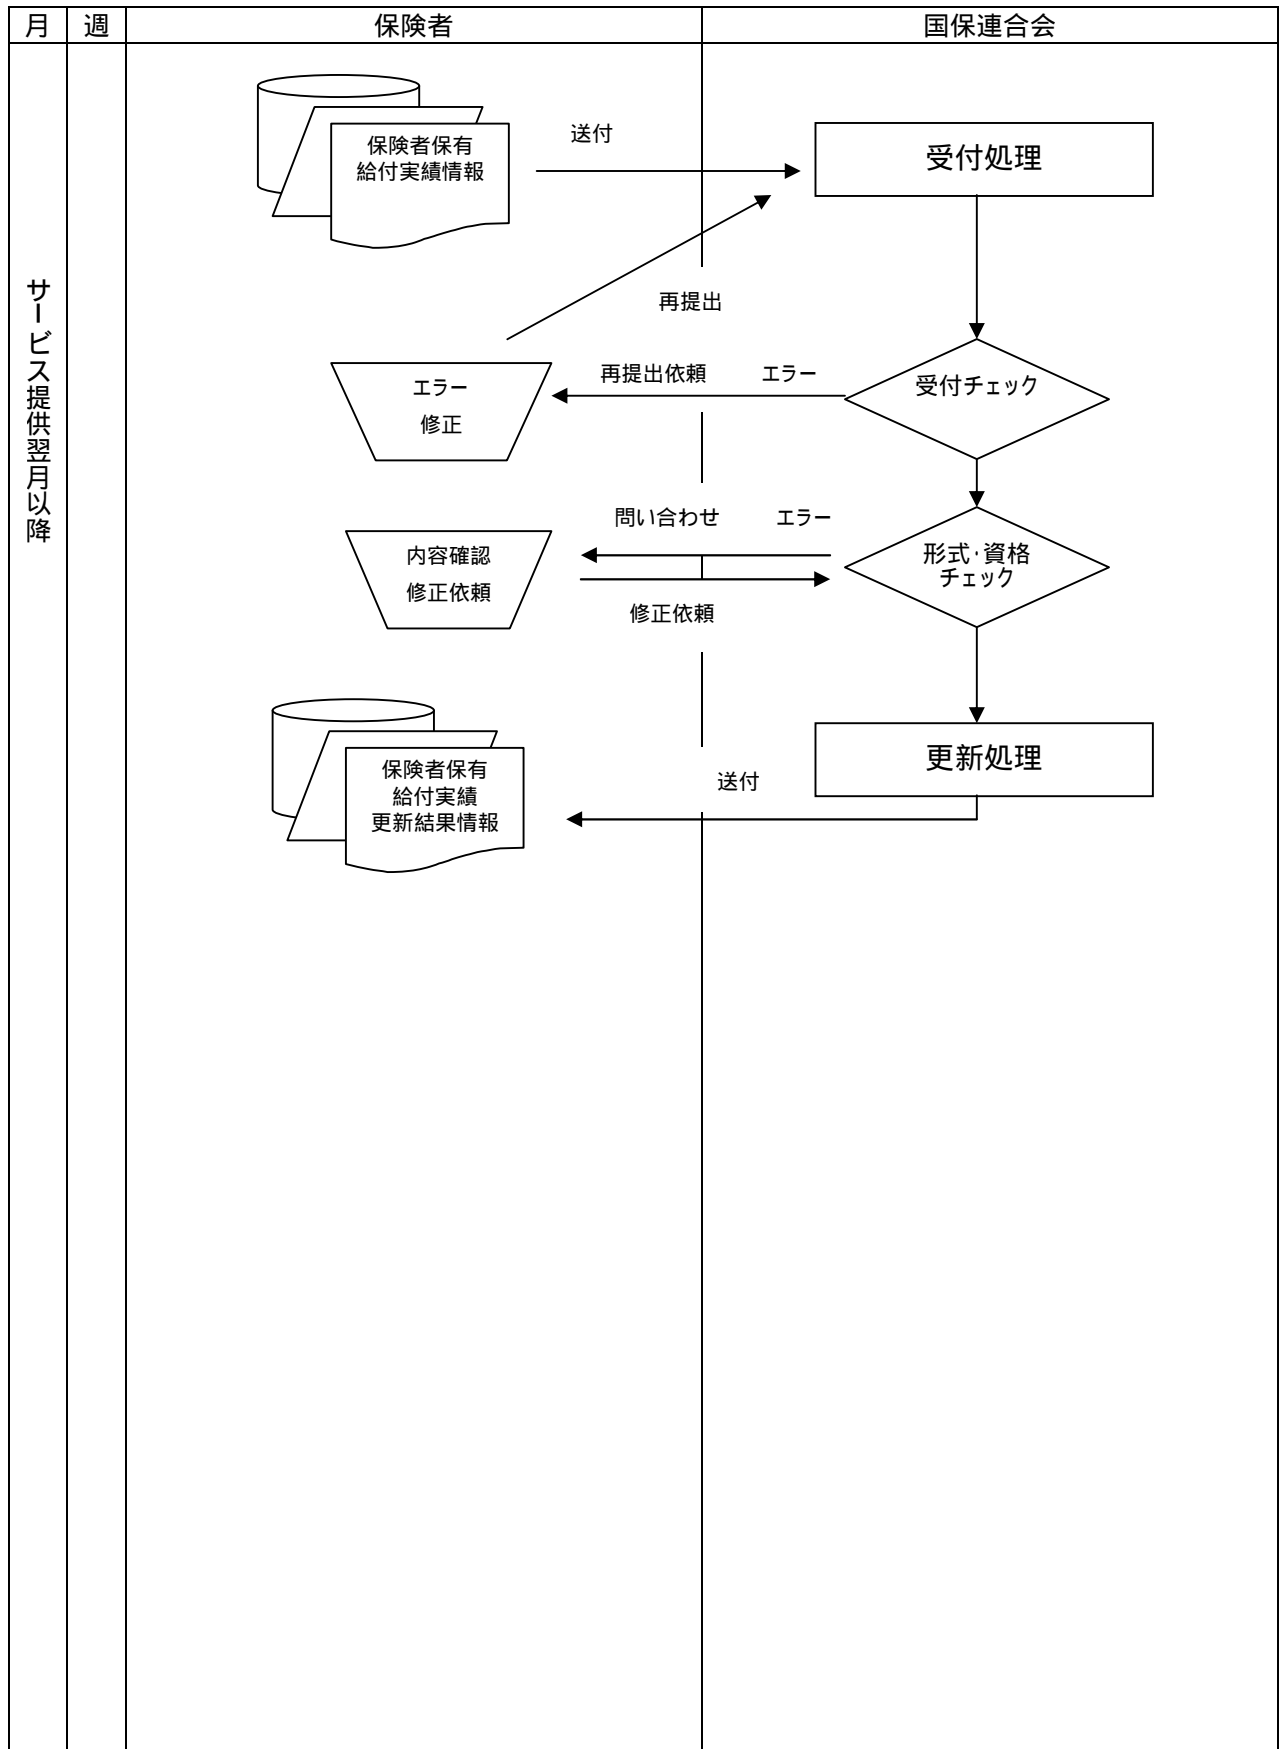 月
週
保険者
国保連合会
サービス提供翌月以降
保険者保有
給付実績情報
送付
受付処理
再提出
エラー
修正
再提出依頼
エラー
受付チェック
問い合わせ
エラー
内容確認
修正依頼
形式・資格
チェック
修正依頼
保険者保有
給付実績
更新結果情報
送付
更新処理